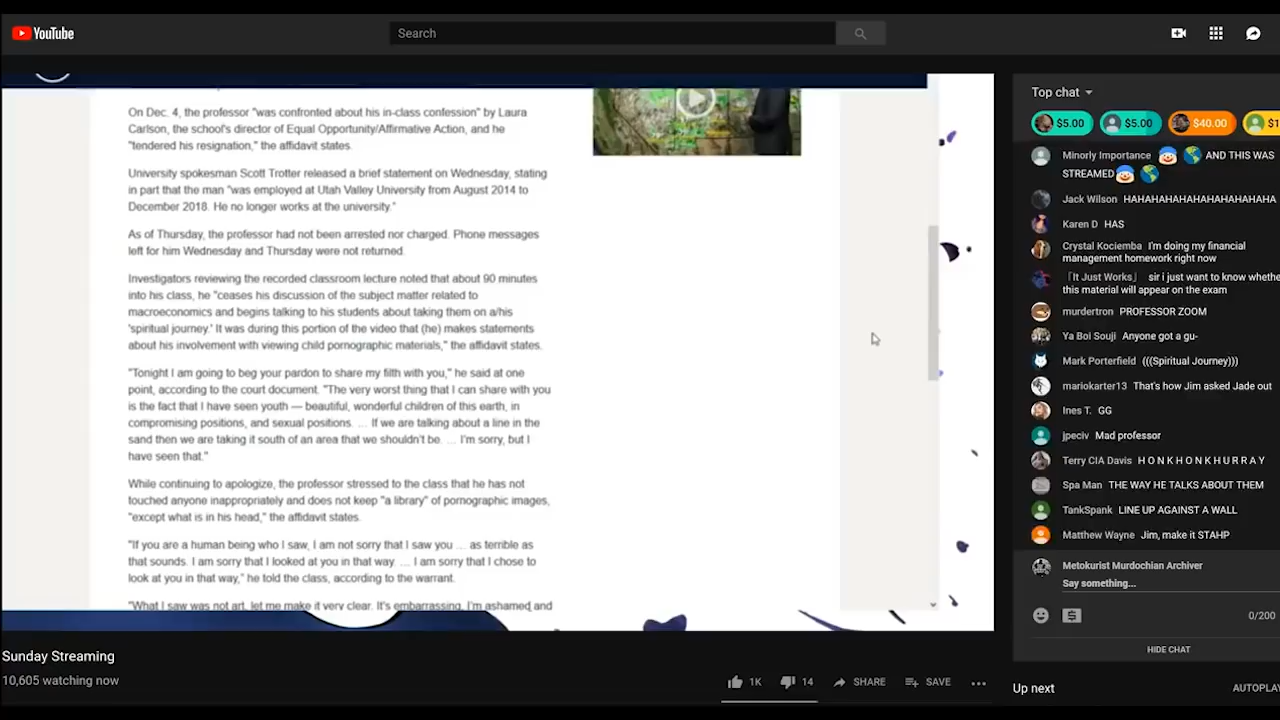 YouTube
Search
On Dec. 4, the professor "was confronted about his in-class confession" by Laura
Carlson, the school's director of Equal Opportunity/Affirmative Action, and he
"tendered his resignation," the affidavit states.
University spokesman Scott Trotter released a brief statement on Wednesday, stating
in part that the man "was employed at Utah Valley University from August 2014 to
December 2018. He no longer works at the university."
As of Thursday, the professor had not been arrested nor charged. Phone messages
left for him Wednesday and Thursday were not returned.
Investigators reviewing the recorded classroom lecture noted that about 90 minutes
into his class, he "ceases his discussion of the subject matter related to
macroeconomics and begins talking to his students about taking them on a/his
'spiritual journey.' It was during this portion of the video that (he) makes statements
about his involvement with viewing child pornographic materials," the affidavit states.
"Tonight I am going to beg your pardon to share my filth with you," he said at one
point, according to the court document. "The very worst thing that I can share with you
is the fact that I have seen youth — beautiful, wonderful children of this earth, in
compromising positions, and sexual positions. ... If we are talking about a line in the
sand then we are taking it south of an area that we shouldn't be. ... I'm sorry, but I
have seen that."
While continuing to apologize, the professor stressed to the class that he has not
touched anyone inappropriately and does not keep "a library" of pornographic images,
"except what is in his head," the affidavit states.
"If you are a human being who I saw, I am not sorry that I saw you ... as terrible as
that sounds. I am sorry that I looked at you in that way. ... I am sorry that I chose to
look at you in that way," he told the class, according to the warrant.
"What I saw was not art, let me make it very clear. It's embarrassing, I'm ashamed and
Sunday Streaming
10,605 watching now
1K
14
SHARE
SAVE
Top chat
$5.00
$5.00
$40.00
$1
Minorly Importance 🤡 🌎 AND THIS WAS
STREAMED 🤡 🌎
Jack Wilson HAHAHAHAHAHAHAHAHAHA
Karen D HAS
Crystal Kociemba I'm doing my financial
management homework right now
「It Just Works」 sir i just want to know whethe
this material will appear on the exam
murdertron PROFESSOR ZOOM
Ya Boi Souji Anyone got a gu-
Mark Porterfield (((Spiritual Journey)))
mariokarter13 That's how Jim asked Jade out
Ines T. GG
jpeciv Mad professor
Terry CIA Davis H O N K H O N K H U R R A Y
Spa Man THE WAY HE TALKS ABOUT THEM
TankSpank LINE UP AGAINST A WALL
Matthew Wayne Jim, make it STAHP
Metokurist Murdochian Archiver
Say something...
0/200
HIDE CHAT
Up next
AUTOPLAY